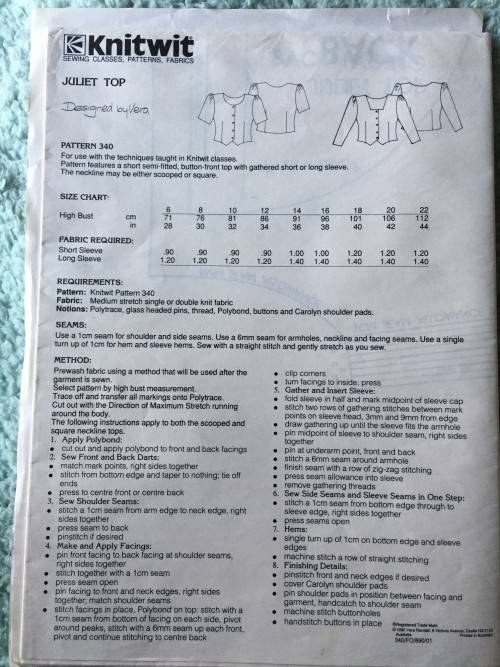 Knitwit
SEWING CLASSES, PATTERNS, FABRICS
JULIET TOP
Designed by Vera.
PATTERN 340
For use with the techniques taught in Knitwit classes.
Pattern features a short semi-fitted, button-front top with gathered short or long sleeve.
The neckline may be either scooped or square.
SIZE CHART:
6 8 10 12 14 16 18 20 22
High Bust cm 71 76 81 86 91 96 101 106 112
in 28 30 32 34 36 38 40 42 44
FABRIC REQUIRED:
Short Sleeve .90 .90 .90 .90 1.00 1.00 1.20 1.20 1.20
Long Sleeve 1.20 1.20 1.20 1.20 1.40 1.40 1.40 1.40 1.40
REQUIREMENTS:
Pattern: Knitwit Pattern 340
Fabric: Medium stretch single or double knit fabric
Notions: Polytrace, glass headed pins, thread, Polybond, buttons and Carolyn shoulder pads.
SEAMS:
Use a 1cm seam for shoulder and side seams. Use a 6mm seam for armholes, neckline and facing seams. Use a single
turn up of 1cm for hem and sleeve hems. Sew with a straight stitch and gently stretch as you sew.
METHOD:
Prewash fabric using a method that will be used after the
garment is sewn.
Select pattern by high bust measurement.
Trace off and transfer all markings onto Polytrace.
Cut out with the Direction of Maximum Stretch running
around the body.
The following instructions apply to both the scooped and
square neckline tops.
1. Apply Polybond:
• cut out and apply polybond to front and back facings
2. Sew Front and Back Darts:
• match mark points, right sides together
• stitch from bottom edge and taper to nothing; tie off
ends
• press to centre front or centre back
3. Sew Shoulder Seams:
• stitch a 1cm seam from arm edge to neck edge, right
sides together
• press seam to back
• pinstitch if desired
4. Make and Apply Facings:
• pin front facing to back facing at shoulder seams,
right sides together
• stitch together with a 1cm seam
• press seam open
• pin facing to front and neck edges, right sides
together; match shoulder seams
• stitch facings in place, Polybond on top: stitch with a
1cm seam from bottom of facing on each side, pivot
around peaks, stitch with a 6mm seam up each front,
pivot and continue stitching to centre back
• clip corners
• turn facings to inside, press
5. Gather and Insert Sleeve:
• fold sleeve in half and mark midpoint of sleeve cap
• stitch two rows of gathering stitches between mark
points on sleeve head, 3mm and 9mm from edge
• draw gathering up until the sleeve fits the armhole
• pin midpoint of sleeve to shoulder seam, right sides
together
• pin at underarm point, front and back
• stitch a 6mm seam around armhole
• finish seam with a row of zig-zag stitching
• press seam allowance into sleeve
• remove gathering threads
6. Sew Side Seams and Sleeve Seams in One Step:
• stitch a 1cm seam from bottom edge through to
sleeve edge, right sides together
• press seams open
7. Hems:
• single turn up of 1cm on bottom edge and sleeve
edges
• machine stitch a row of straight stitching
8. Finishing Details:
• pinstitch front and neck edges if desired
• cover Carolyn shoulder pads
• pin shoulder pads in position between facing and
garment, handcatch to shoulder seam
• machine stitch buttonholes
• handstitch buttons in place
®Registered Trade Mark
Australia Printed in Australia
340/FO/890/01